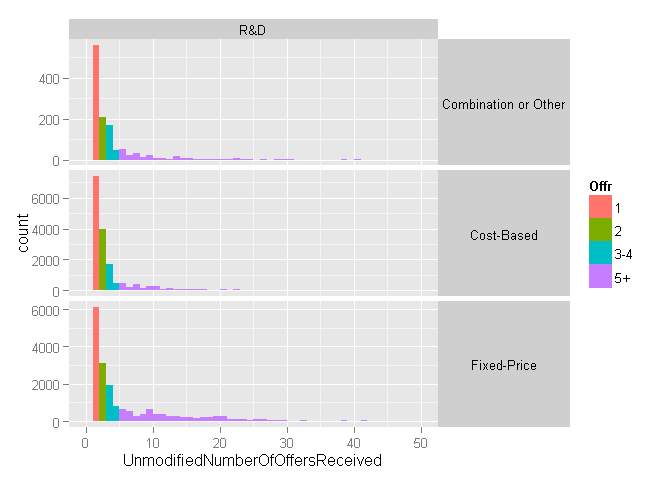 R&D
400
200
0
Combination or Other
6000
4000
2000
0
Cost-Based
6000
4000
2000
0
Fixed-Price
count
0 10 20 30 40 50
UnmodifiedNumberOfOffersReceived
Offr
1
2
3-4
5+